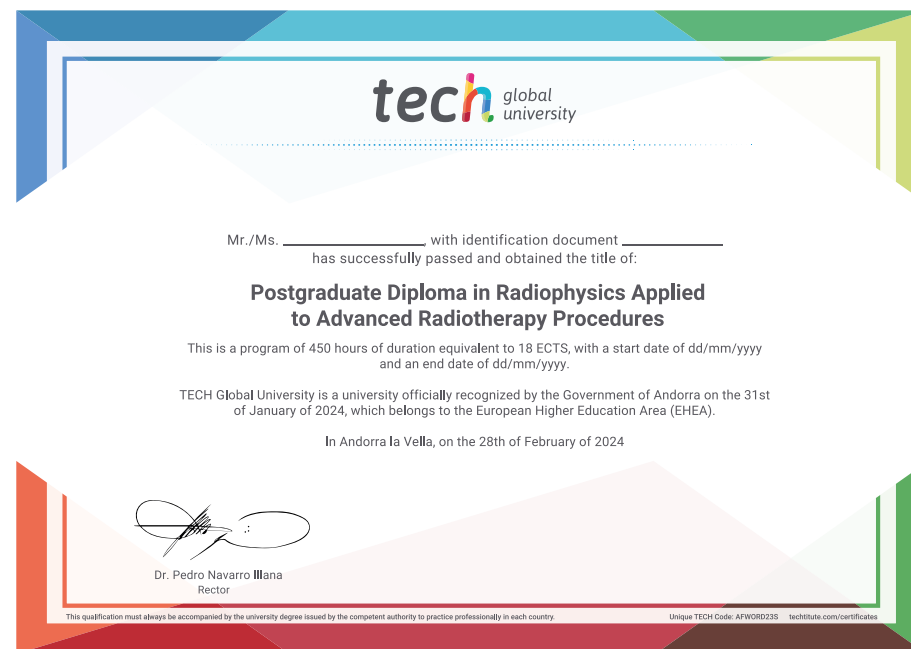 tech global university
Mr./Ms. ____________________, with identification document ______________
has successfully passed and obtained the title of:
Postgraduate Diploma in Radiophysics Applied
to Advanced Radiotherapy Procedures
This is a program of 450 hours of duration equivalent to 18 ECTS, with a start date of dd/mm/yyyy
and an end date of dd/mm/yyyy.
TECH Global University is a university officially recognized by the Government of Andorra on the 31st
of January of 2024, which belongs to the European Higher Education Area (EHEA).
In Andorra la Vella, on the 28th of February of 2024
Dr. Pedro Navarro Illana
Rector
This qualification must always be accompanied by the university degree issued by the competent authority to practice professionally in each country.
Unique TECH Code: AFWORD23S techtitute.com/certificates